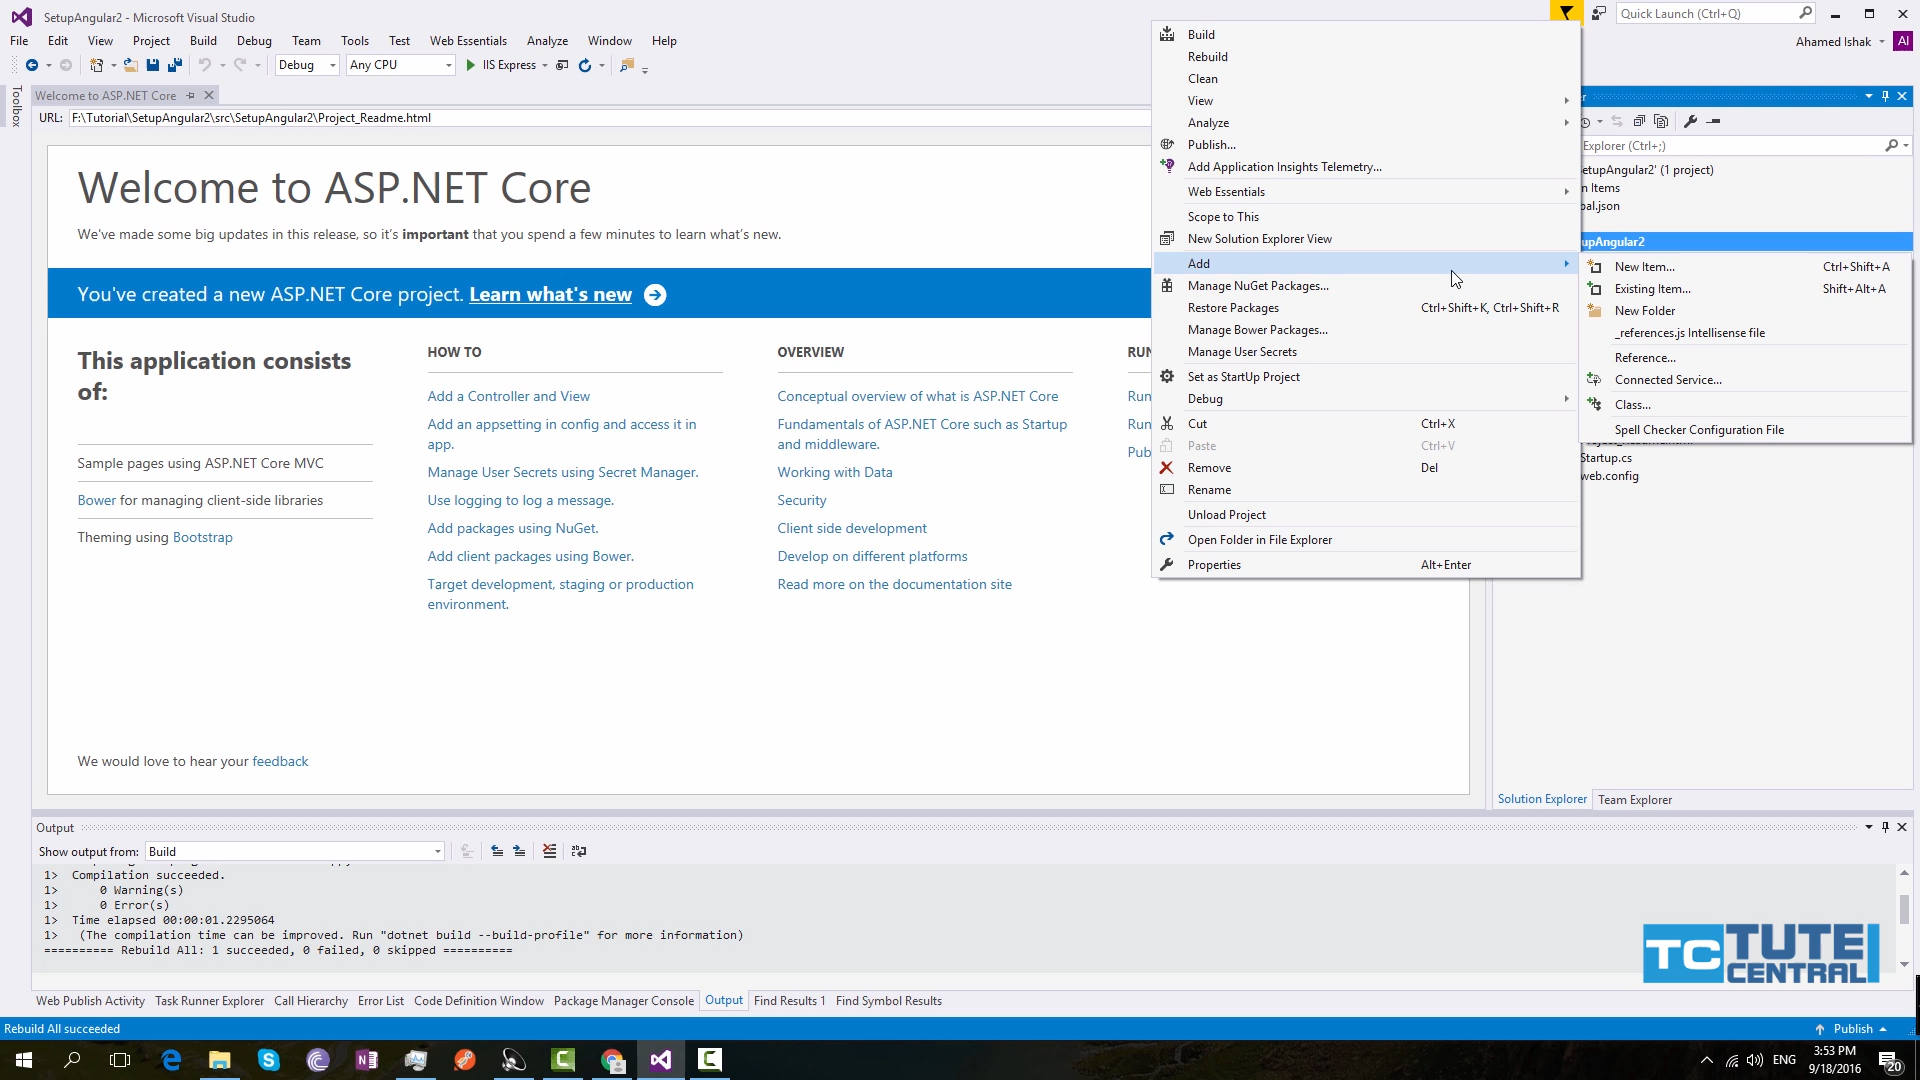 SetupAngular2 - Microsoft Visual Studio
Quick Launch (Ctrl+Q)
File Edit View Project Build Debug Team Tools Test Web Essentials Analyze Window Help
Ahamed Ishak
AI
Debug Any CPU IIS Express
Toolbox
Welcome to ASP.NET Core
URL: F:\Tutorial\SetupAngular2\src\SetupAngular2\Project_Readme.html
Welcome to ASP.NET Core
We've made some big updates in this release, so it's important that you spend a few minutes to learn what's new.
You've created a new ASP.NET Core project. Learn what's new
This application consists
of:
Sample pages using ASP.NET Core MVC
Bower for managing client-side libraries
Theming using Bootstrap
HOW TO
Add a Controller and View
Add an appsetting in config and access it in
app.
Manage User Secrets using Secret Manager.
Use logging to log a message.
Add packages using NuGet.
Add client packages using Bower.
Target development, staging or production
environment.
OVERVIEW
Conceptual overview of what is ASP.NET Core
Fundamentals of ASP.NET Core such as Startup
and middleware.
Working with Data
Security
Client side development
Develop on different platforms
Read more on the documentation site
RUN
Run
Run
Pub
We would love to hear your feedback
Build
Rebuild
Clean
View
Analyze
Publish...
Add Application Insights Telemetry...
Web Essentials
Scope to This
New Solution Explorer View
Add
Manage NuGet Packages...
Restore Packages Ctrl+Shift+K, Ctrl+Shift+R
Manage Bower Packages...
Manage User Secrets
Set as StartUp Project
Debug
Cut Ctrl+X
Paste Ctrl+V
Remove Del
Rename
Unload Project
Open Folder in File Explorer
Properties Alt+Enter
er
Explorer (Ctrl+;)
etupAngular2' (1 project)
n Items
bal.json
upAngular2
New Item... Ctrl+Shift+A
Existing Item... Shift+Alt+A
New Folder
_references.js Intellisense file
Reference...
Connected Service...
Class...
Spell Checker Configuration File
Startup.cs
web.config
Solution Explorer Team Explorer
Output
Show output from: Build
1> Compilation succeeded.
1> 0 Warning(s)
1> 0 Error(s)
1> Time elapsed 00:00:01.2295064
1> (The compilation time can be improved. Run "dotnet build --build-profile" for more information)
========== Rebuild All: 1 succeeded, 0 failed, 0 skipped ==========
TC TUTE
CENTRAL
Web Publish Activity Task Runner Explorer Call Hierarchy Error List Code Definition Window Package Manager Console Output Find Results 1 Find Symbol Results
Rebuild All succeeded
Publish
ENG
3:53 PM
9/18/2016
20